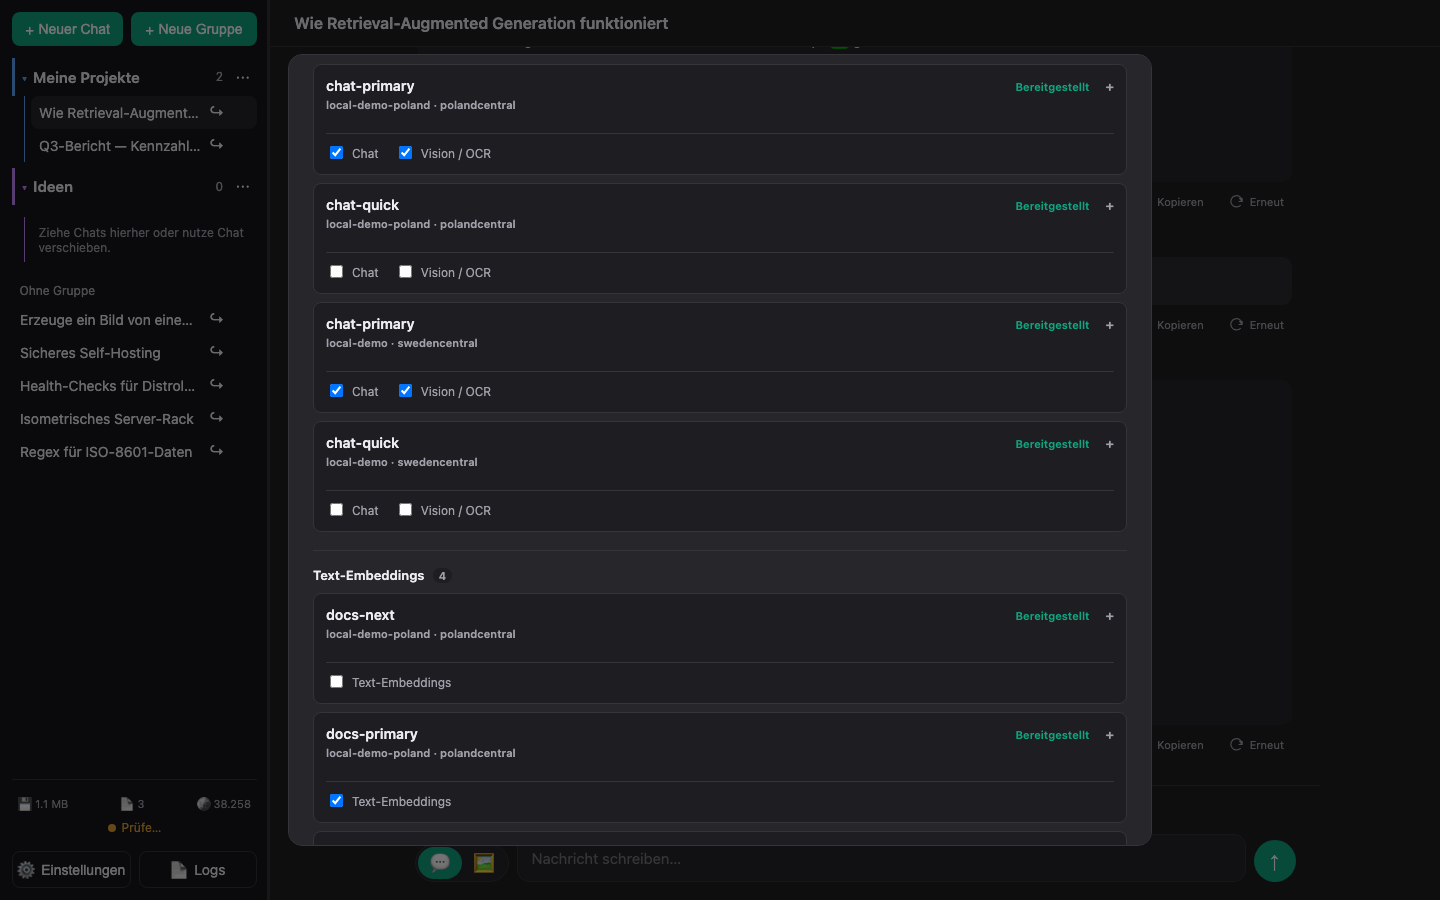 + Neuer Chat
+ Neue Gruppe
Wie Retrieval-Augmented Generation funktioniert
Meine Projekte
2
Wie Retrieval-Augment...
Q3-Bericht — Kennzahl...
Ideen
0
Ziehe Chats hierher oder nutze Chat
verschieben.
Ohne Gruppe
Erzeuge ein Bild von eine...
Sicheres Self-Hosting
Health-Checks für Distrol...
Isometrisches Server-Rack
Regex für ISO-8601-Daten
1.1 MB
3
38.258
Prüfe...
Einstellungen
Logs
chat-primary
Bereitgestellt +
local-demo-poland · polandcentral
Chat
Vision / OCR
chat-quick
Bereitgestellt +
local-demo-poland · polandcentral
Chat
Vision / OCR
chat-primary
Bereitgestellt +
local-demo · swedencentral
Chat
Vision / OCR
chat-quick
Bereitgestellt +
local-demo · swedencentral
Chat
Vision / OCR
Text-Embeddings 4
docs-next
Bereitgestellt +
local-demo-poland · polandcentral
Text-Embeddings
docs-primary
Bereitgestellt +
local-demo-poland · polandcentral
Text-Embeddings
Kopieren
Erneut
Kopieren
Erneut
Kopieren
Erneut
Nachricht schreiben...